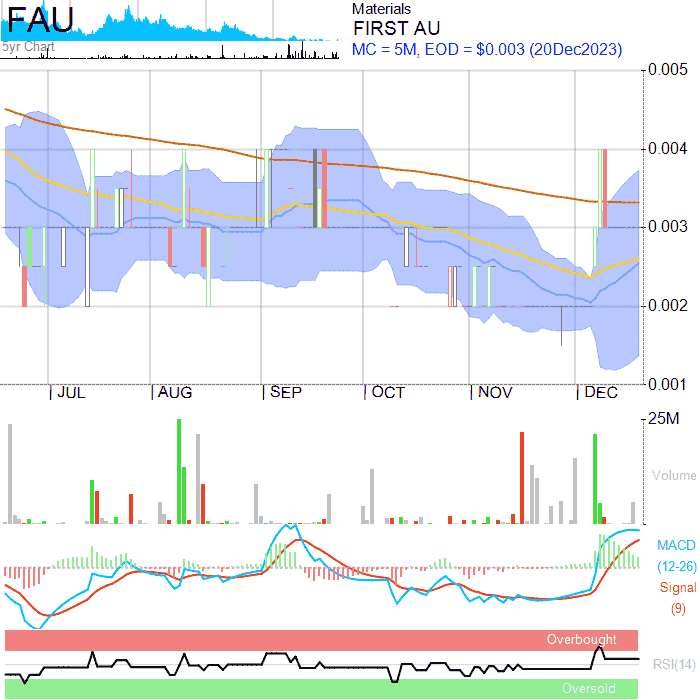 FAU
5yr Chart
Materials
FIRST AU
MC = 5M, EOD = $0.003 (20Dec2023)
0.005
0.004
0.003
0.002
0.001
JUL AUG SEP OCT NOV DEC
25M
Volume
MACD
(12-26)
Signal
(9)
Overbought
RSI(14)
Oversold